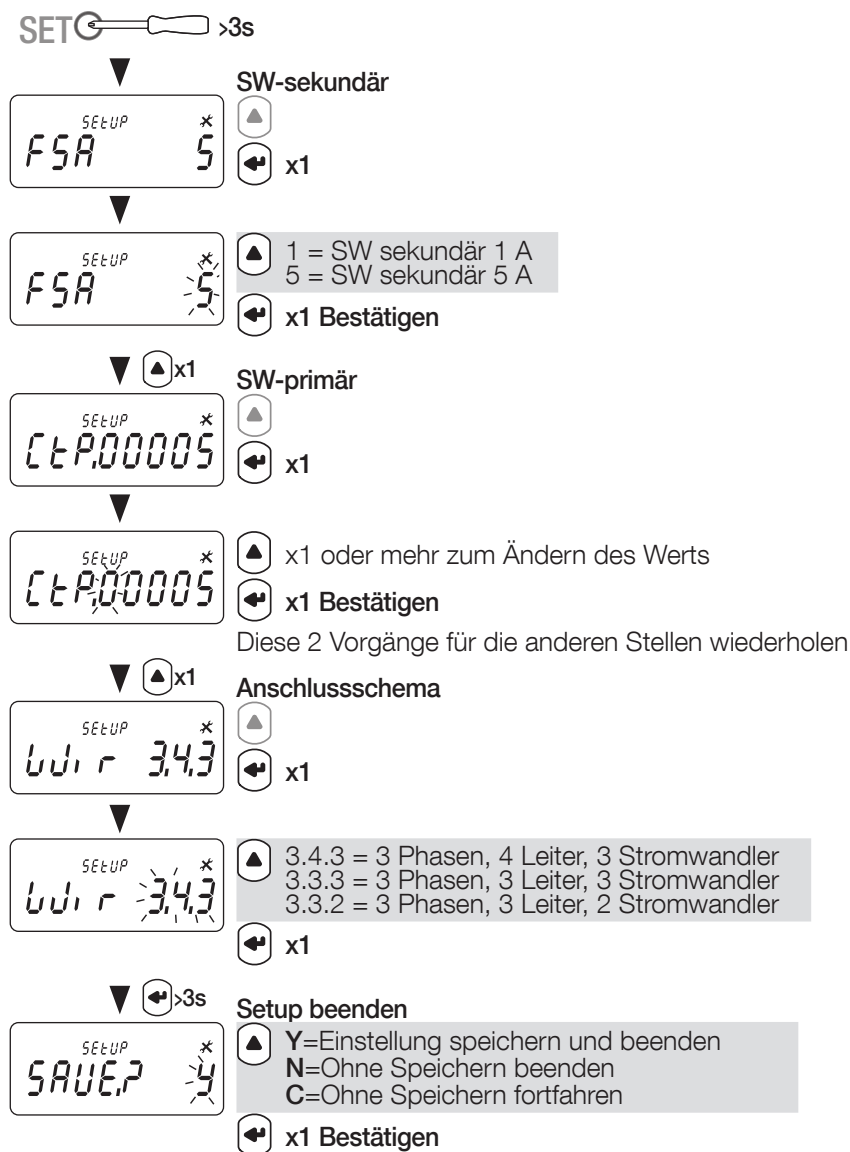 SET >3s
SW-sekundär
SETUP
FSA 5
x1
SETUP
FSA 5
1 = SW sekundär 1 A
5 = SW sekundär 5 A
x1 Bestätigen
x1
SW-primär
SETUP
CtP.00005
x1
SETUP
CtP.00005
x1 oder mehr zum Ändern des Werts
x1 Bestätigen
Diese 2 Vorgänge für die anderen Stellen wiederholen
x1
Anschlussschema
SETUP
Wir 3.4.3
x1
SETUP
Wir 3.4.3
3.4.3 = 3 Phasen, 4 Leiter, 3 Stromwandler
3.3.3 = 3 Phasen, 3 Leiter, 3 Stromwandler
3.3.2 = 3 Phasen, 3 Leiter, 2 Stromwandler
x1
>3s
Setup beenden
SETUP
SAVE.? Y
Y=Einstellung speichern und beenden
N=Ohne Speichern beenden
C=Ohne Speichern fortfahren
x1 Bestätigen